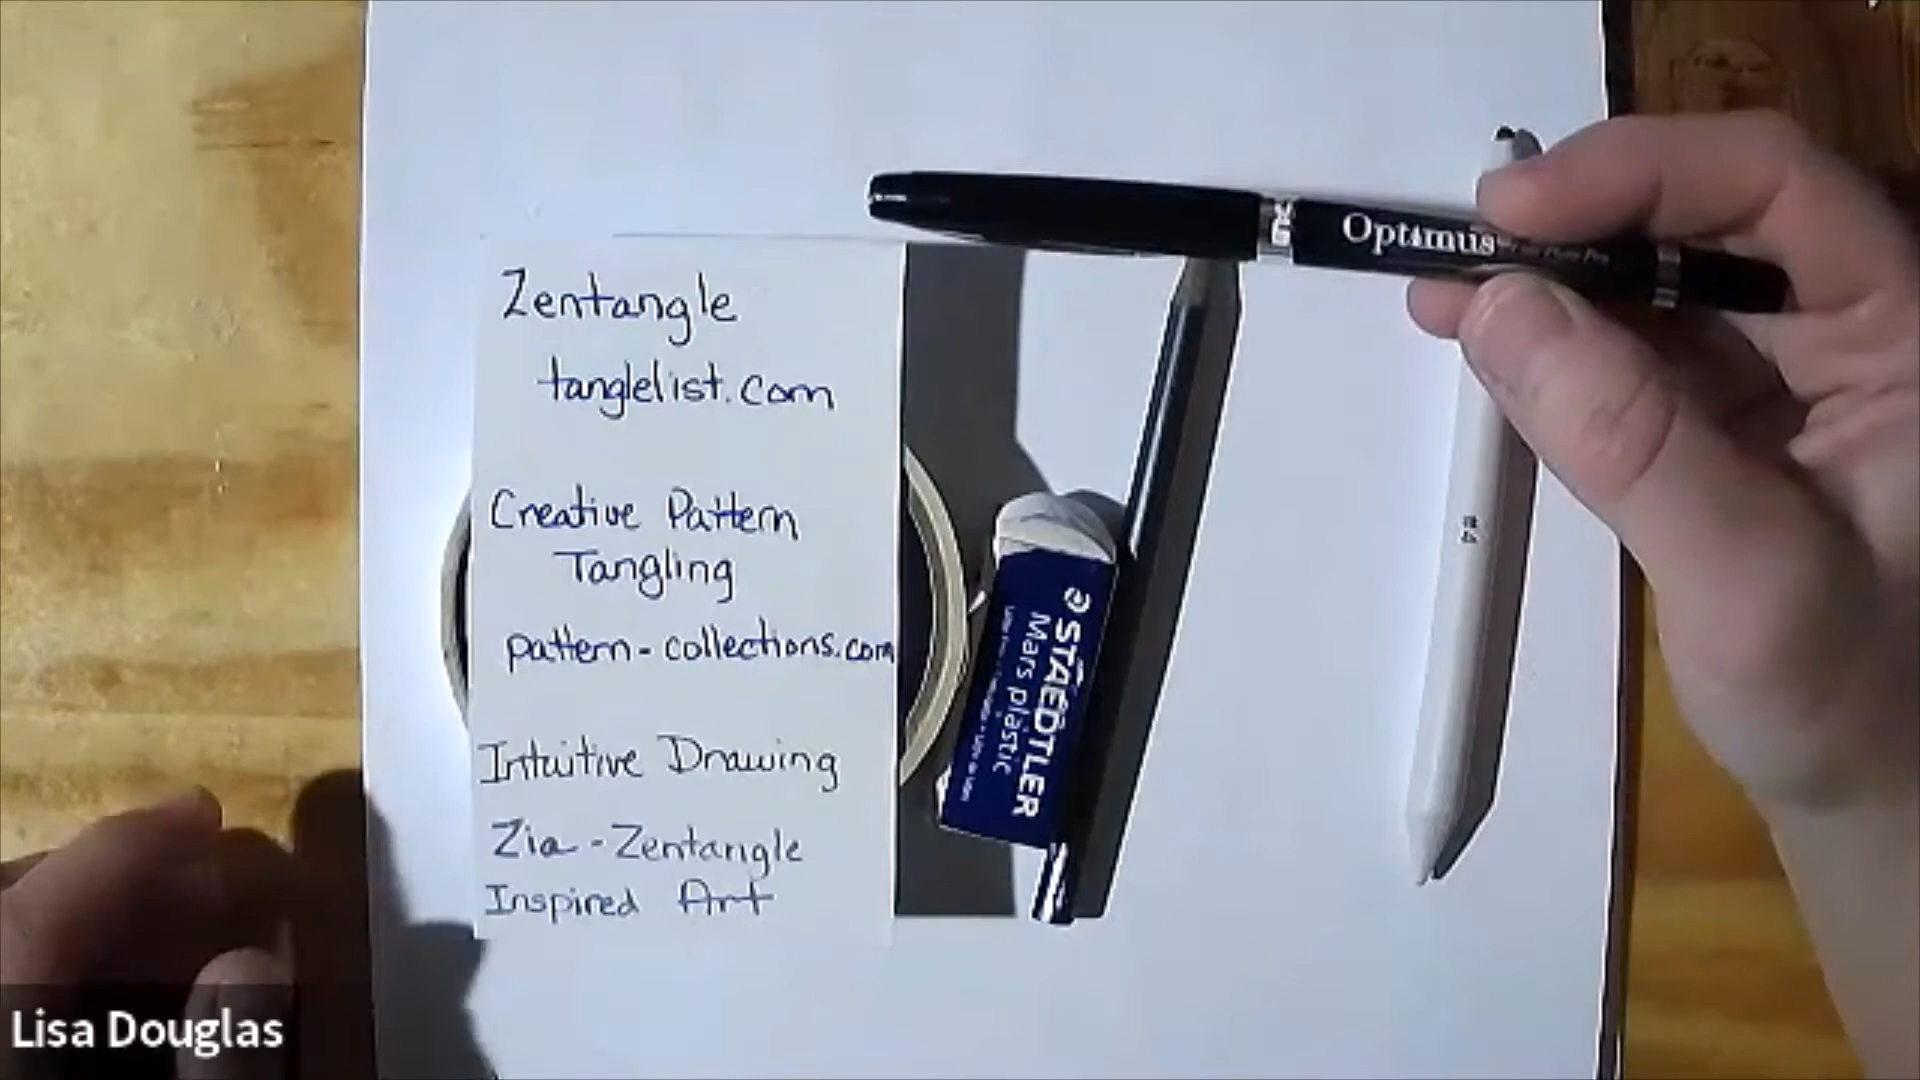 Zentangle
tanglelist.com
Creative Pattern
Tangling
pattern-collections.com
Intuitive Drawing
Zia - Zentangle
Inspired Art
Optimus
STAEDTLER
Mars plastic
#4
Lisa Douglas